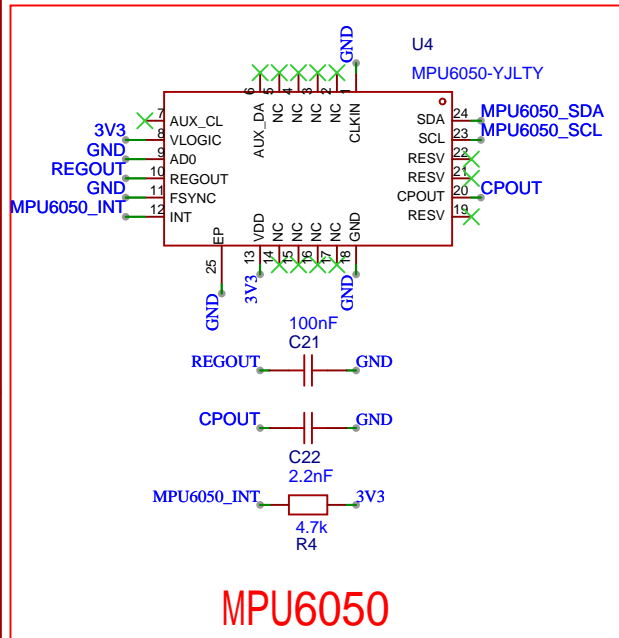 U4
MPU6050-YJLTY
GND
6
5
4
3
2
1
AUX_DA
NC
NC
NC
NC
CLKIN
7
AUX_CL
3V3
8
VLOGIC
GND
9
AD0
REGOUT
10
REGOUT
GND
11
FSYNC
MPU6050_INT
12
INT
SDA
24
MPU6050_SDA
SCL
23
MPU6050_SCL
RESV
22
RESV
21
CPOUT
20
CPOUT
RESV
19
EP
VDD
NC
NC
NC
NC
GND
25
13
14
15
16
17
18
GND
3V3
GND
100nF
C21
REGOUT
GND
CPOUT
GND
C22
2.2nF
MPU6050_INT
3V3
4.7k
R4
MPU6050